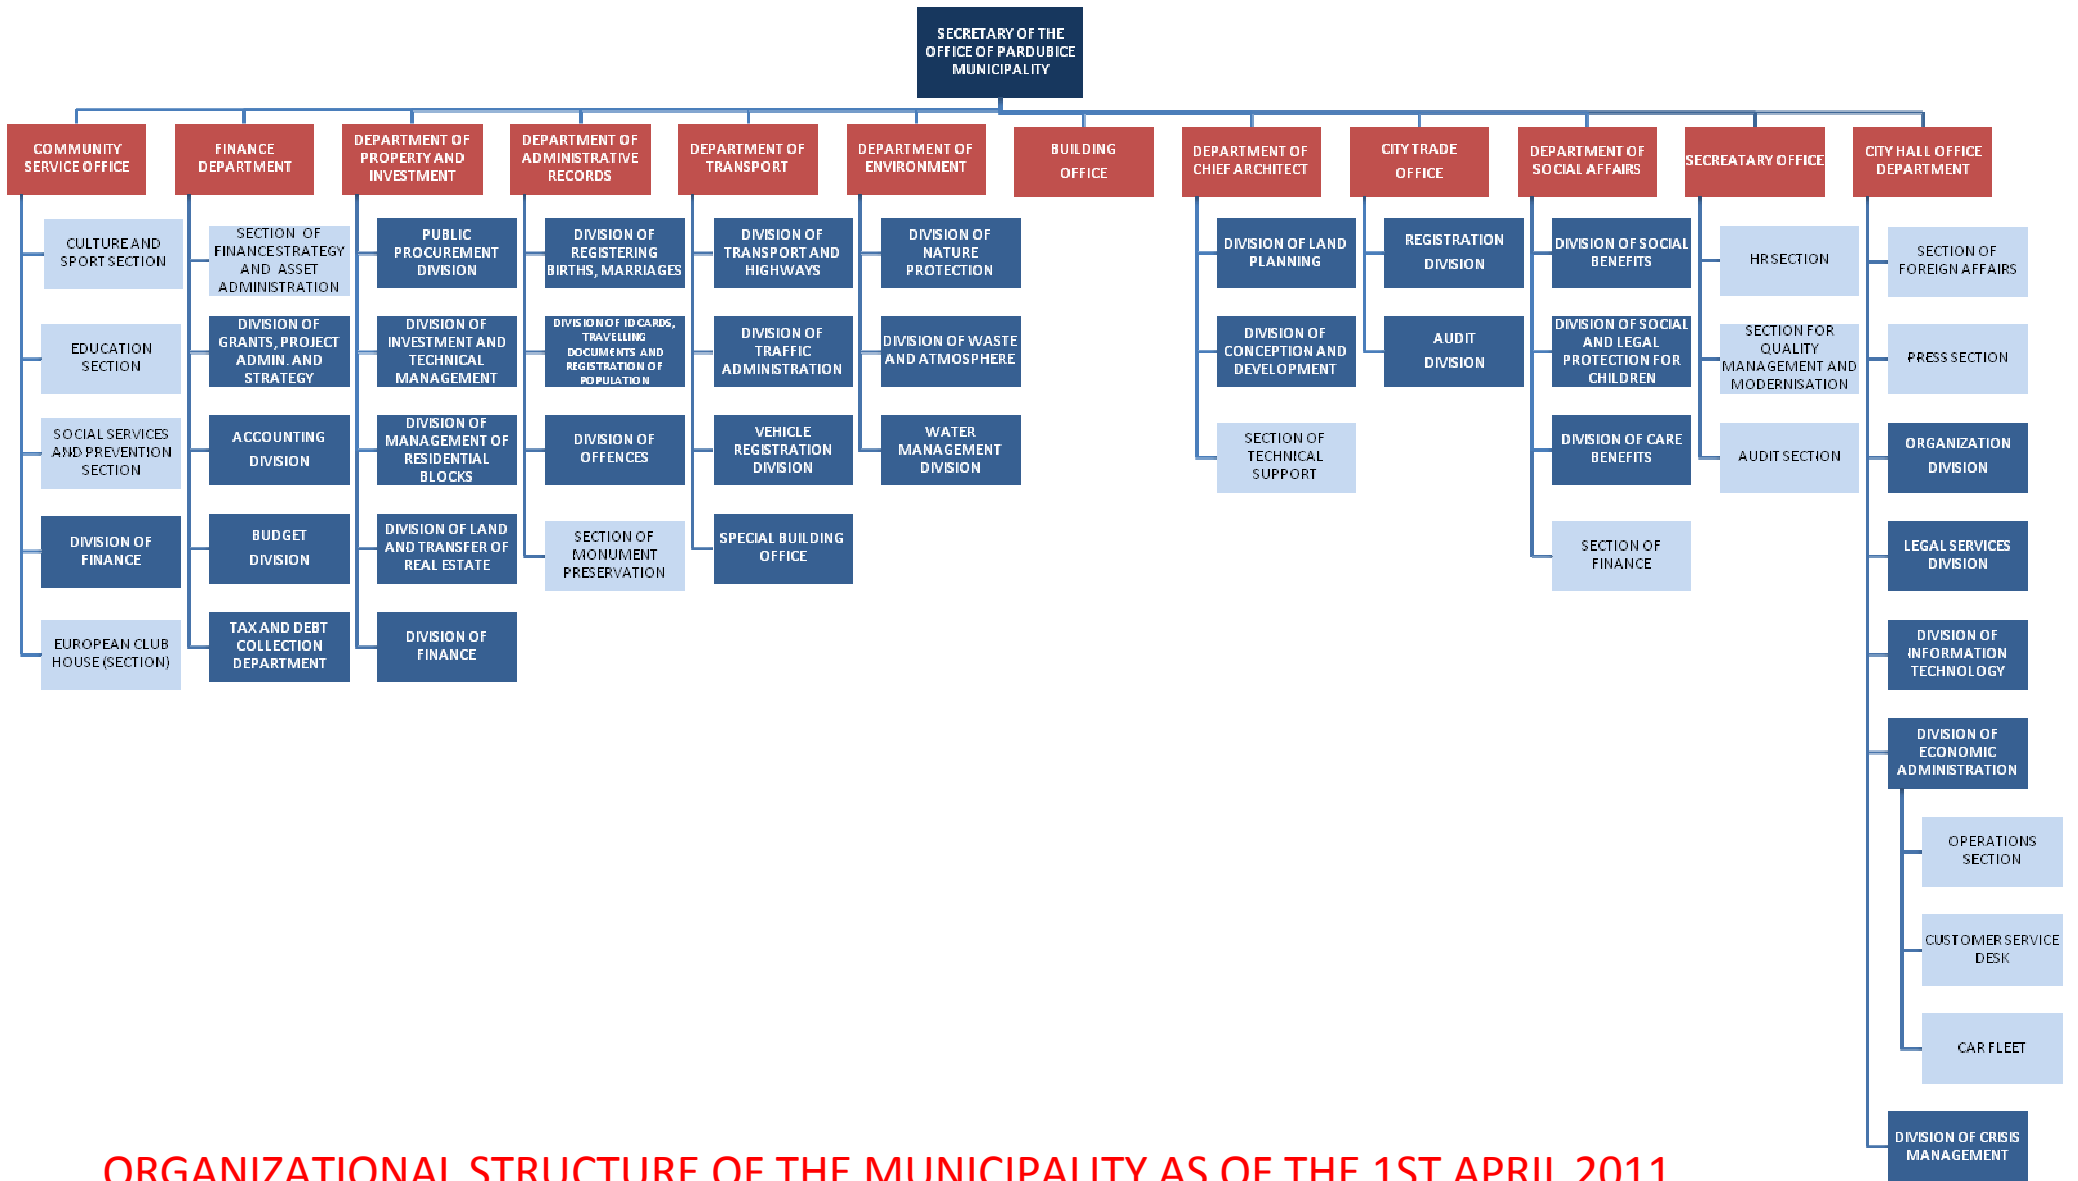 SECRETARY OF THE
OFFICE OF PARDUBICE
MUNICIPALITY
COMMUNITY
SERVICE OFFICE
FINANCE
DEPARTMENT
DEPARTMENT OF
PROPERTY AND
INVESTMENT
DEPARTMENT OF
ADMINISTRATIVE
RECORDS
DEPARTMENT OF
TRANSPORT
DEPARTMENT OF
ENVIRONMENT
BUILDING
OFFICE
DEPARTMENT OF
CHIEF ARCHITECT
CITY TRADE
OFFICE
DEPARTMENT OF
SOCIAL AFFAIRS
SECREATARY OFFICE
CITY HALL OFFICE
DEPARTMENT
CULTURE AND
SPORT SECTION
EDUCATION
SECTION
SOCIAL SERVICES
AND PREVENTION
SECTION
DIVISION OF
FINANCE
EUROPEAN CLUB
HOUSE (SECTION)
SECTION OF
FINANCE STRATEGY
AND ASSET
ADMINISTRATION
DIVISION OF
GRANTS, PROJECT
ADMIN. AND
STRATEGY
ACCOUNTING
DIVISION
BUDGET
DIVISION
TAX AND DEBT
COLLECTION
DEPARTMENT
PUBLIC
PROCUREMENT
DIVISION
DIVISION OF
INVESTMENT AND
TECHNICAL
MANAGEMENT
DIVISION OF
MANAGEMENT OF
RESIDENTIAL
BLOCKS
DIVISION OF LAND
AND TRANSFER OF
REAL ESTATE
DIVISION OF
FINANCE
DIVISION OF
REGISTERING
BIRTHS, MARRIAGES
DIVISION OF ID CARDS,
TRAVELLING
DOCUMENTS AND
REGISTRATION OF
POPULATION
DIVISION OF
OFFENCES
SECTION OF
MONUMENT
PRESERVATION
DIVISION OF
TRANSPORT AND
HIGHWAYS
DIVISION OF
TRAFFIC
ADMINISTRATION
VEHICLE
REGISTRATION
DIVISION
SPECIAL BUILDING
OFFICE
DIVISION OF
NATURE
PROTECTION
DIVISION OF WASTE
AND ATMOSPHERE
WATER
MANAGEMENT
DIVISION
DIVISION OF LAND
PLANNING
DIVISION OF
CONCEPTION AND
DEVELOPMENT
SECTION OF
TECHNICAL
SUPPORT
REGISTRATION
DIVISION
AUDIT
DIVISION
DIVISION OF SOCIAL
BENEFITS
DIVISION OF SOCIAL
AND LEGAL
PROTECTION FOR
CHILDREN
DIVISION OF CARE
BENEFITS
SECTION OF
FINANCE
HR SECTION
SECTION FOR
QUALITY
MANAGEMENT AND
MODERNISATION
AUDIT SECTION
SECTION OF
FOREIGN AFFAIRS
PRESS SECTION
ORGANIZATION
DIVISION
LEGAL SERVICES
DIVISION
DIVISION OF
INFORMATION
TECHNOLOGY
DIVISION OF
ECONOMIC
ADMINISTRATION
OPERATIONS
SECTION
CUSTOMER SERVICE
DESK
CAR FLEET
DIVISION OF CRISIS
MANAGEMENT
ORGANIZATIONAL STRUCTURE OF THE MUNICIPALITY AS OF THE 1ST APRIL 2011